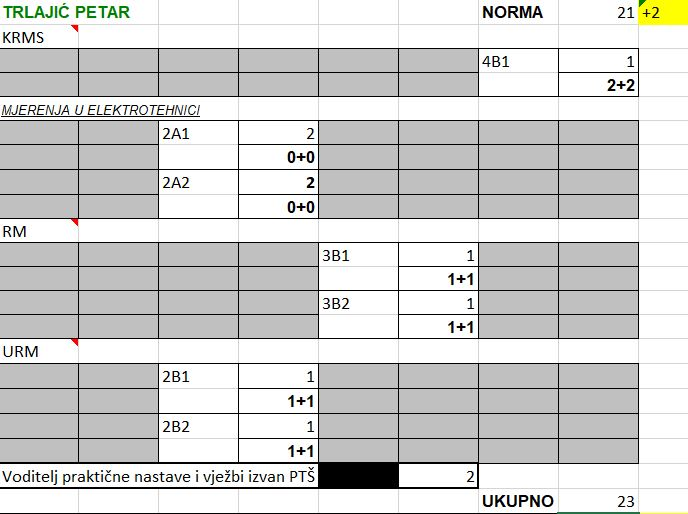 TRLAJIĆ PETAR NORMA 21 +2
KRMS
4B1 1
2+2
MJERENJA U ELEKTROTEHNICI
2A1 2
0+0
2A2 2
0+0
RM
3B1 1
1+1
3B2 1
1+1
URM
2B1 1
1+1
2B2 1
1+1
Voditelj praktične nastave i vježbi izvan PTŠ 2
UKUPNO 23